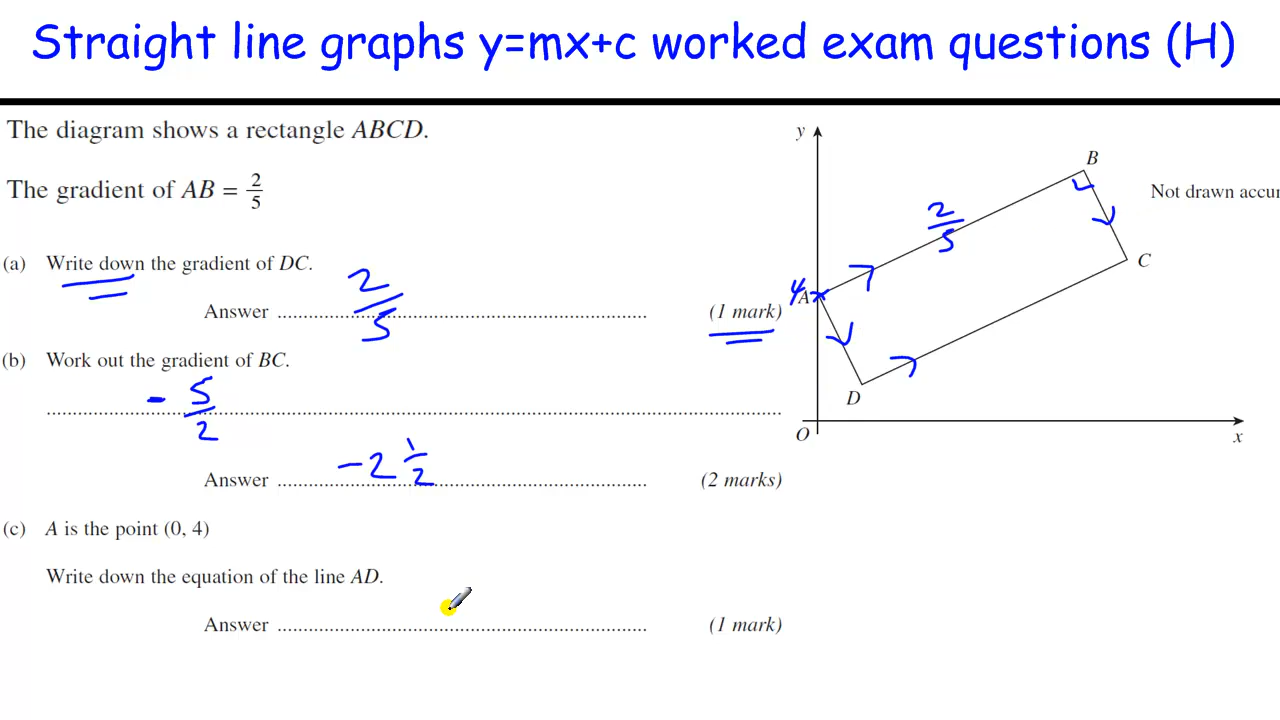 Straight line graphs y=mx+c worked exam questions (H)
The diagram shows a rectangle ABCD.
The gradient of AB = 2/5
(a) Write down the gradient of DC.
Answer .................... 2/5 .................... (1 mark)
(b) Work out the gradient of BC.
- 5/2
Answer .................... -2 1/2 .................... (2 marks)
(c) A is the point (0, 4)
Write down the equation of the line AD.
Answer ........................................ (1 mark)
y
B
Not drawn accur
2/5
C
4 A
D
O
x